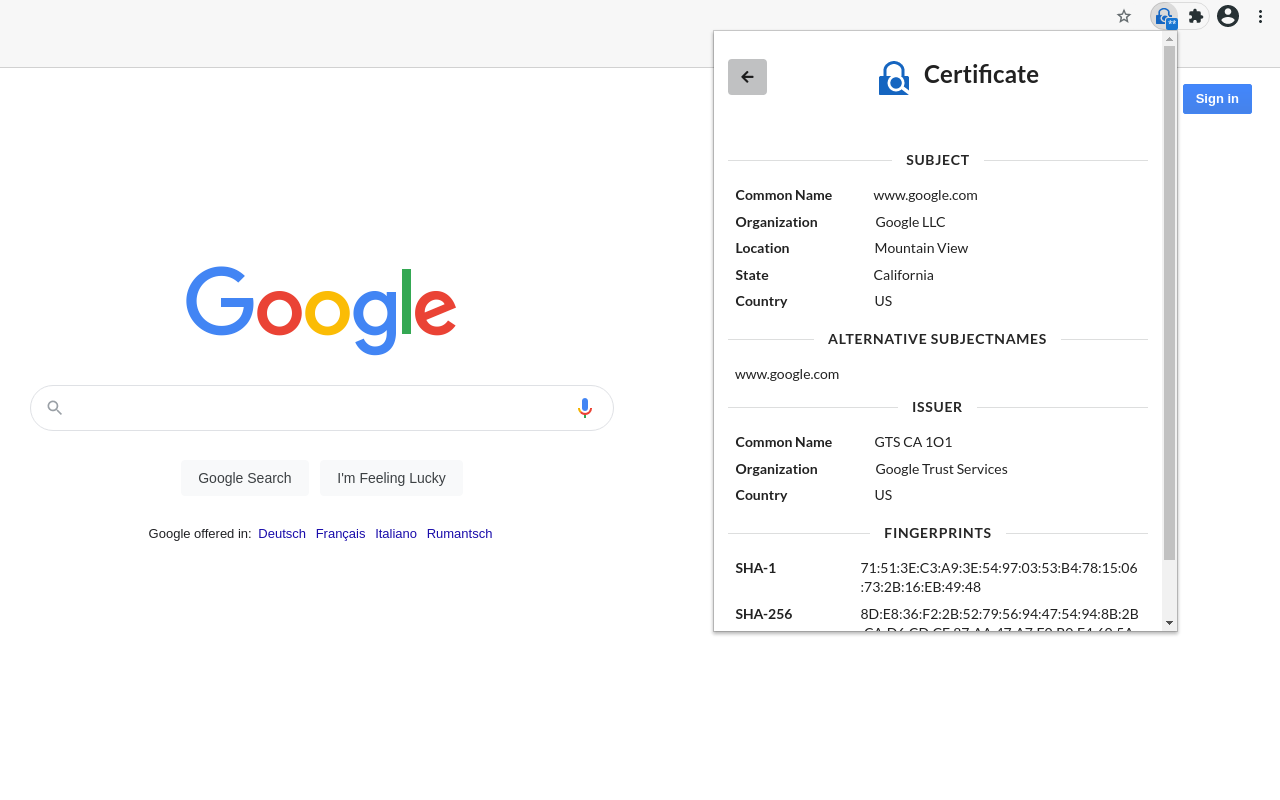 **
Certificate
Sign in
SUBJECT
Common Name www.google.com
Organization Google LLC
Location Mountain View
State California
Country US
ALTERNATIVE SUBJECTNAMES
www.google.com
ISSUER
Common Name GTS CA 1O1
Organization Google Trust Services
Country US
FINGERPRINTS
SHA-1 71:51:3E:C3:A9:3E:54:97:03:53:B4:78:15:06
:73:2B:16:EB:49:48
SHA-256 8D:E8:36:F2:2B:52:79:56:94:47:54:94:8B:2B
Google
Google Search I'm Feeling Lucky
Google offered in: Deutsch Français Italiano Rumantsch